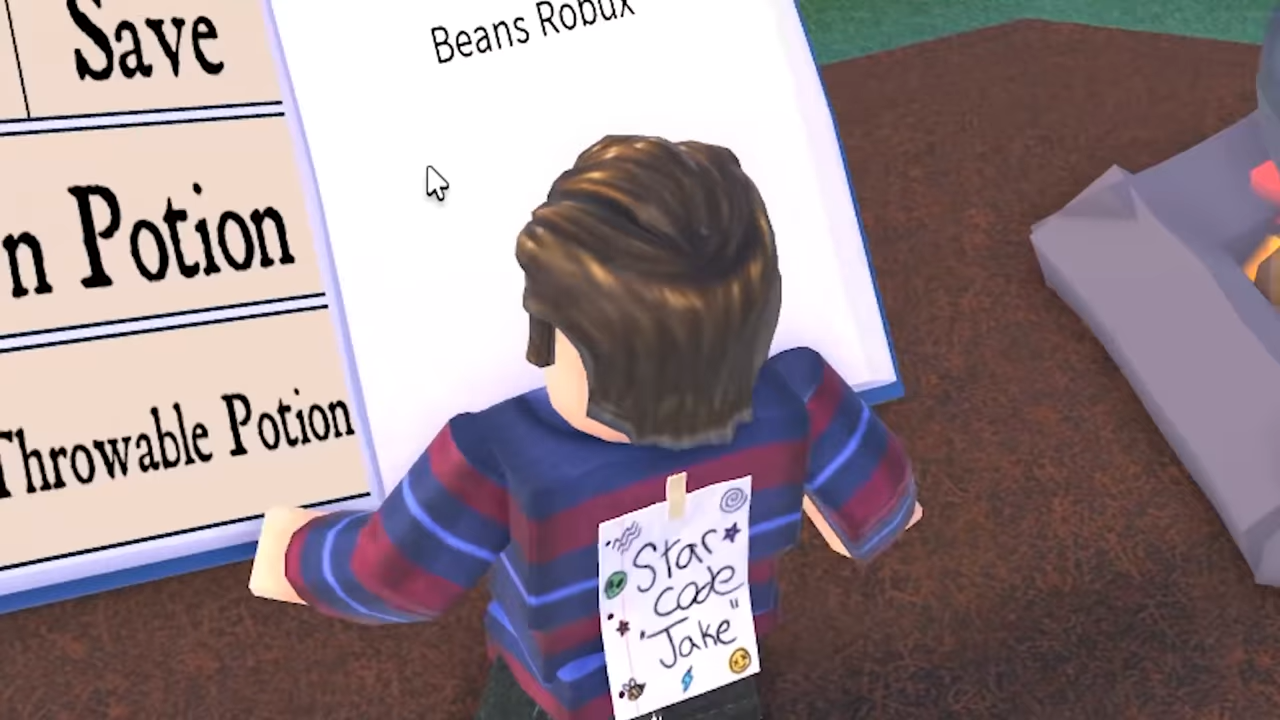 Save
n Potion
Throwable Potion
Beans Robux
Star
code
"Jake"